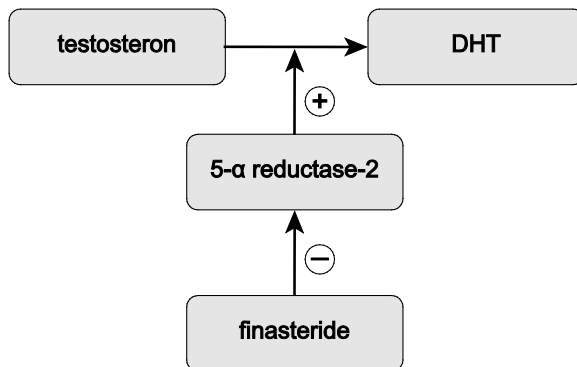 testosteron
DHT
+
5-α reductase-2
−
finasteride